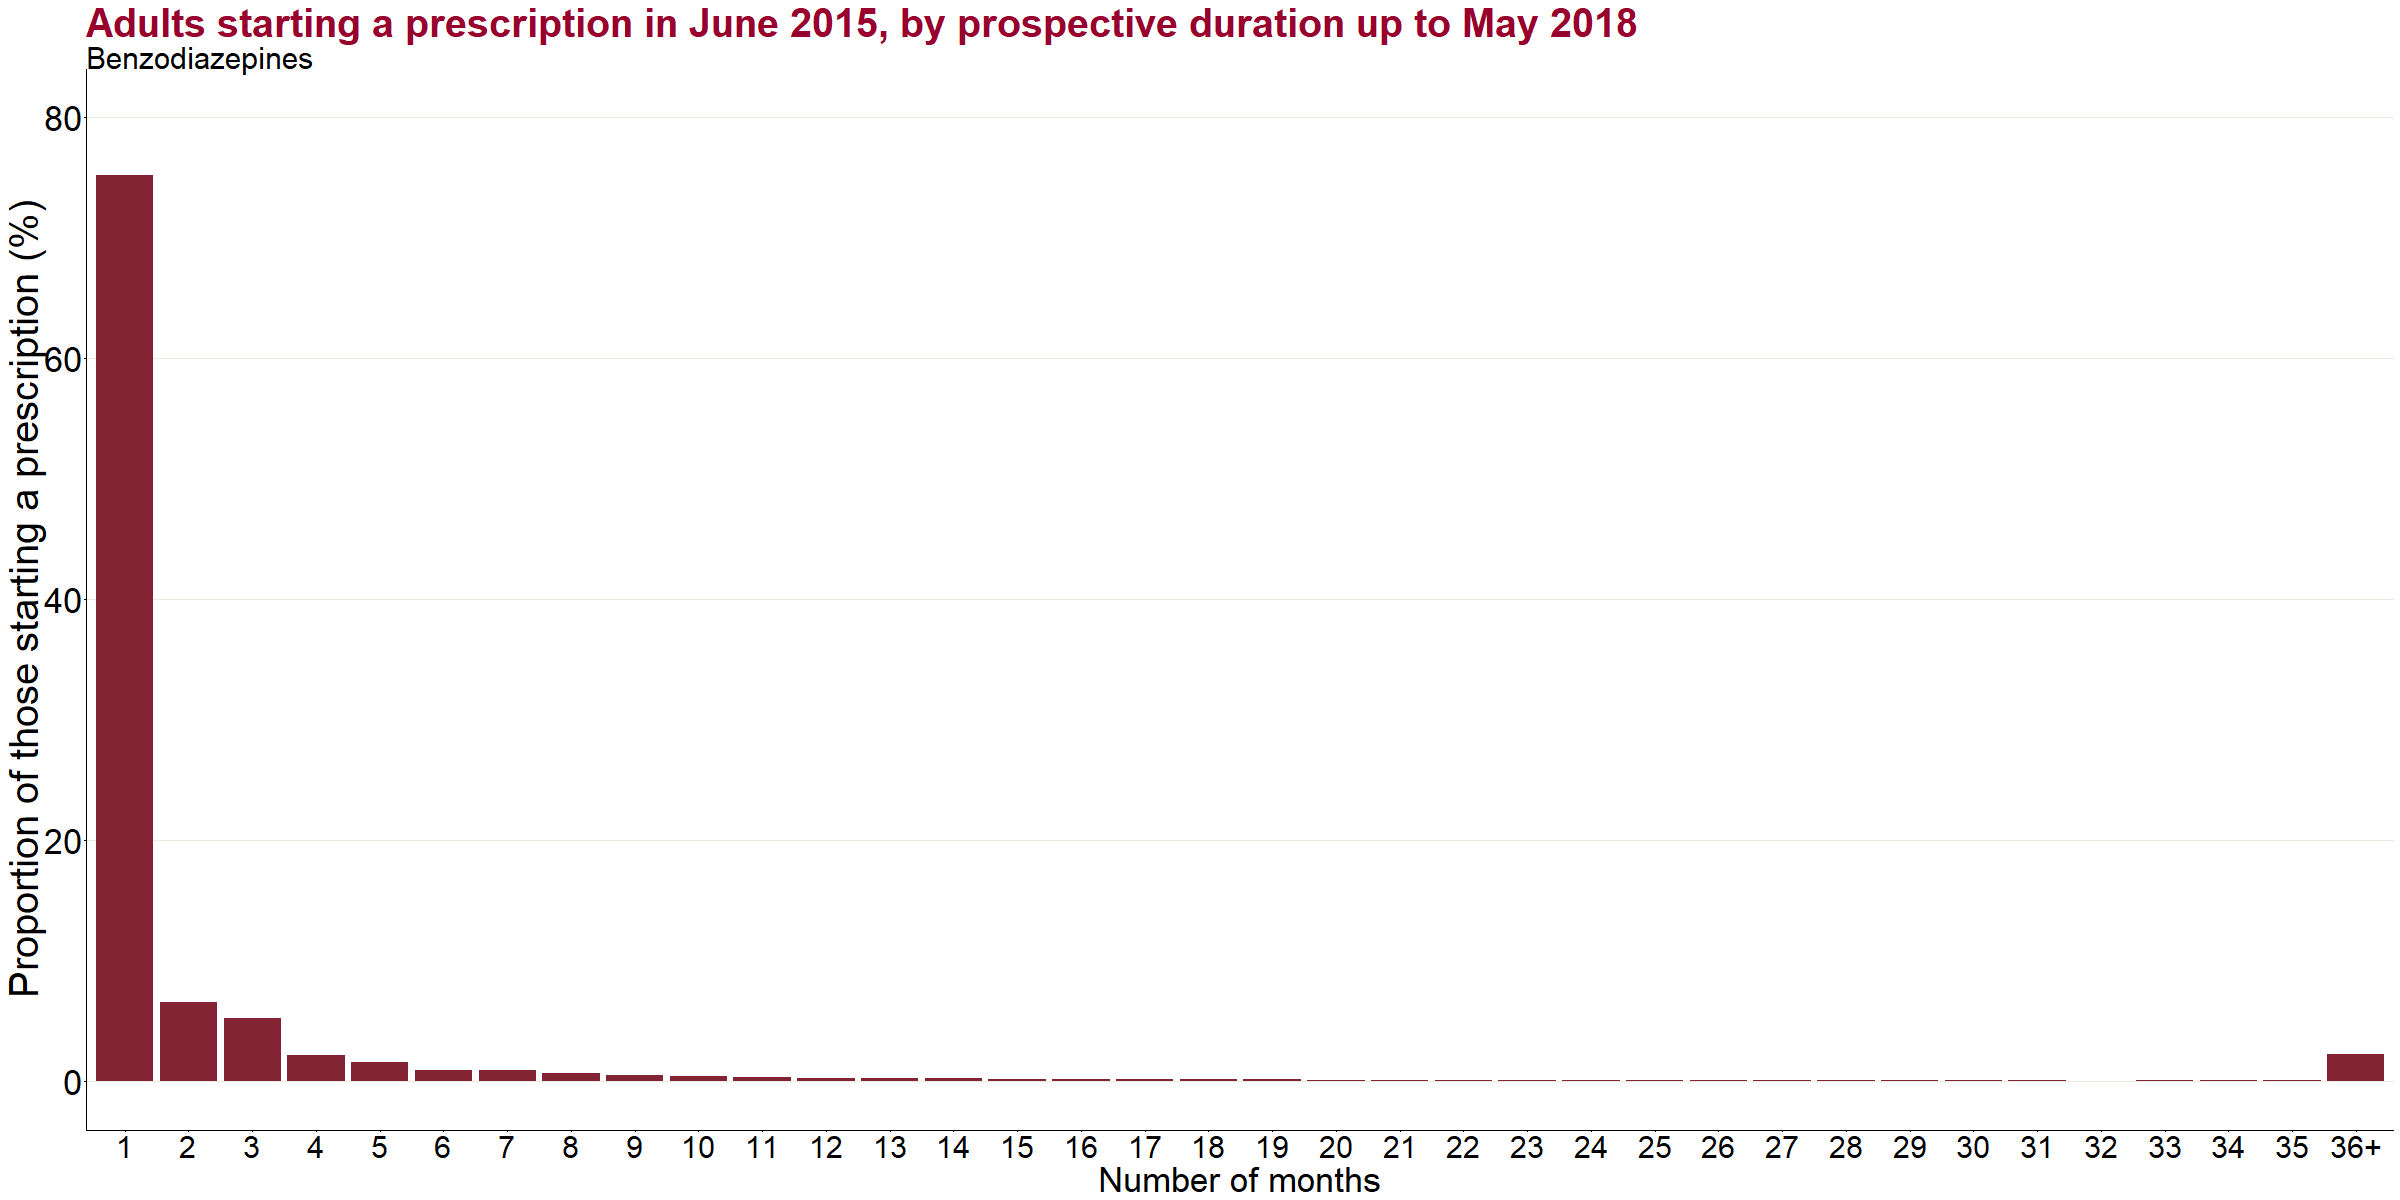 Adults starting a prescription in June 2015, by prospective duration up to May 2018
Benzodiazepines
Proportion of those starting a prescription (%)
80
60
40
20
0
1 2 3 4 5 6 7 8 9 10 11 12 13 14 15 16 17 18 19 20 21 22 23 24 25 26 27 28 29 30 31 32 33 34 35 36+
Number of months